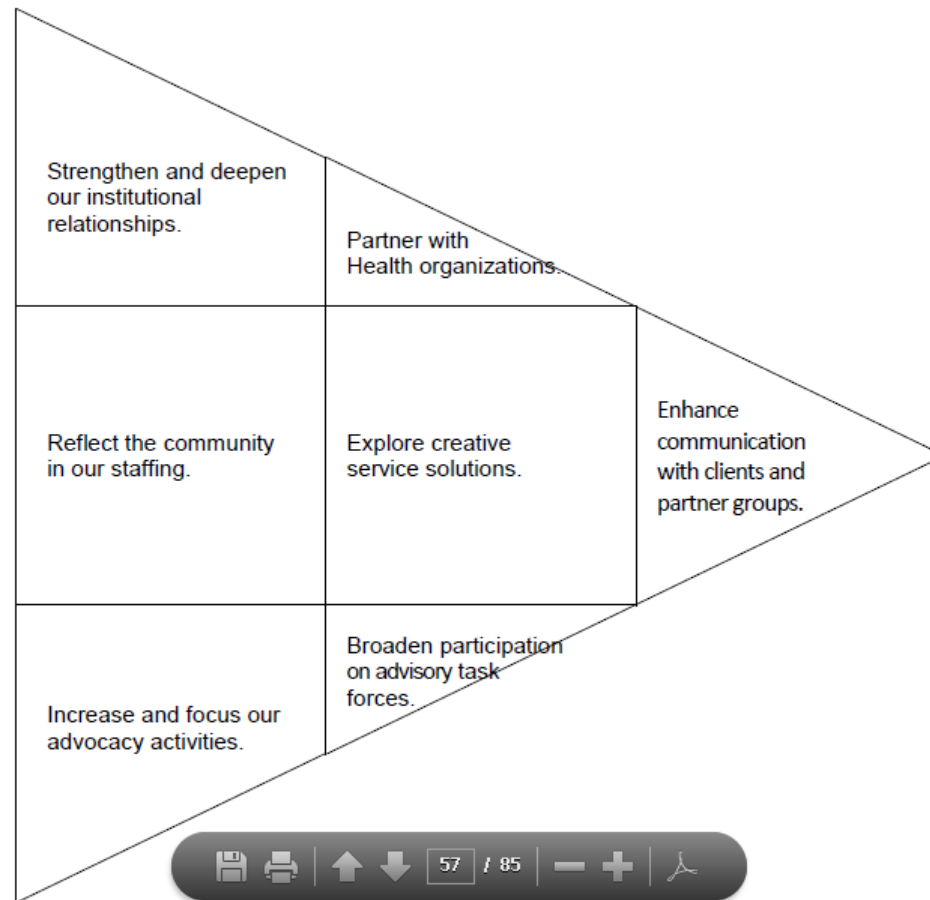 Strengthen and deepen
our institutional
relationships.
Partner with
Health organizations.
Reflect the community
in our staffing.
Explore creative
service solutions.
Enhance
communication
with clients and
partner groups.
Increase and focus our
advocacy activities.
Broaden participation
on advisory task
forces.
57 / 85